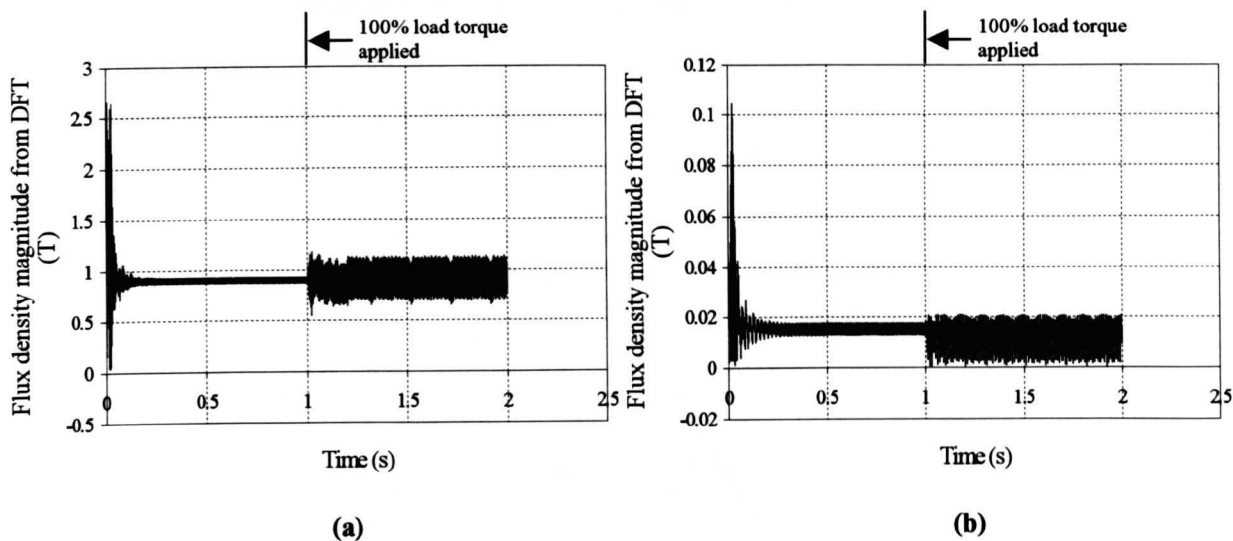 100% load torque
applied
3
2.5
2
1.5
1
0.5
0
-0.5
0
0.5
1
1.5
2
25
Flux density magnitude from DFT
(T)
Time (s)
(a)
100% load torque
applied
0.12
0.1
0.08
0.06
0.04
0.02
0
-0.02
0
0.5
1
1.5
2
25
Flux density magnitude from DFT
(T)
Time (s)
(b)